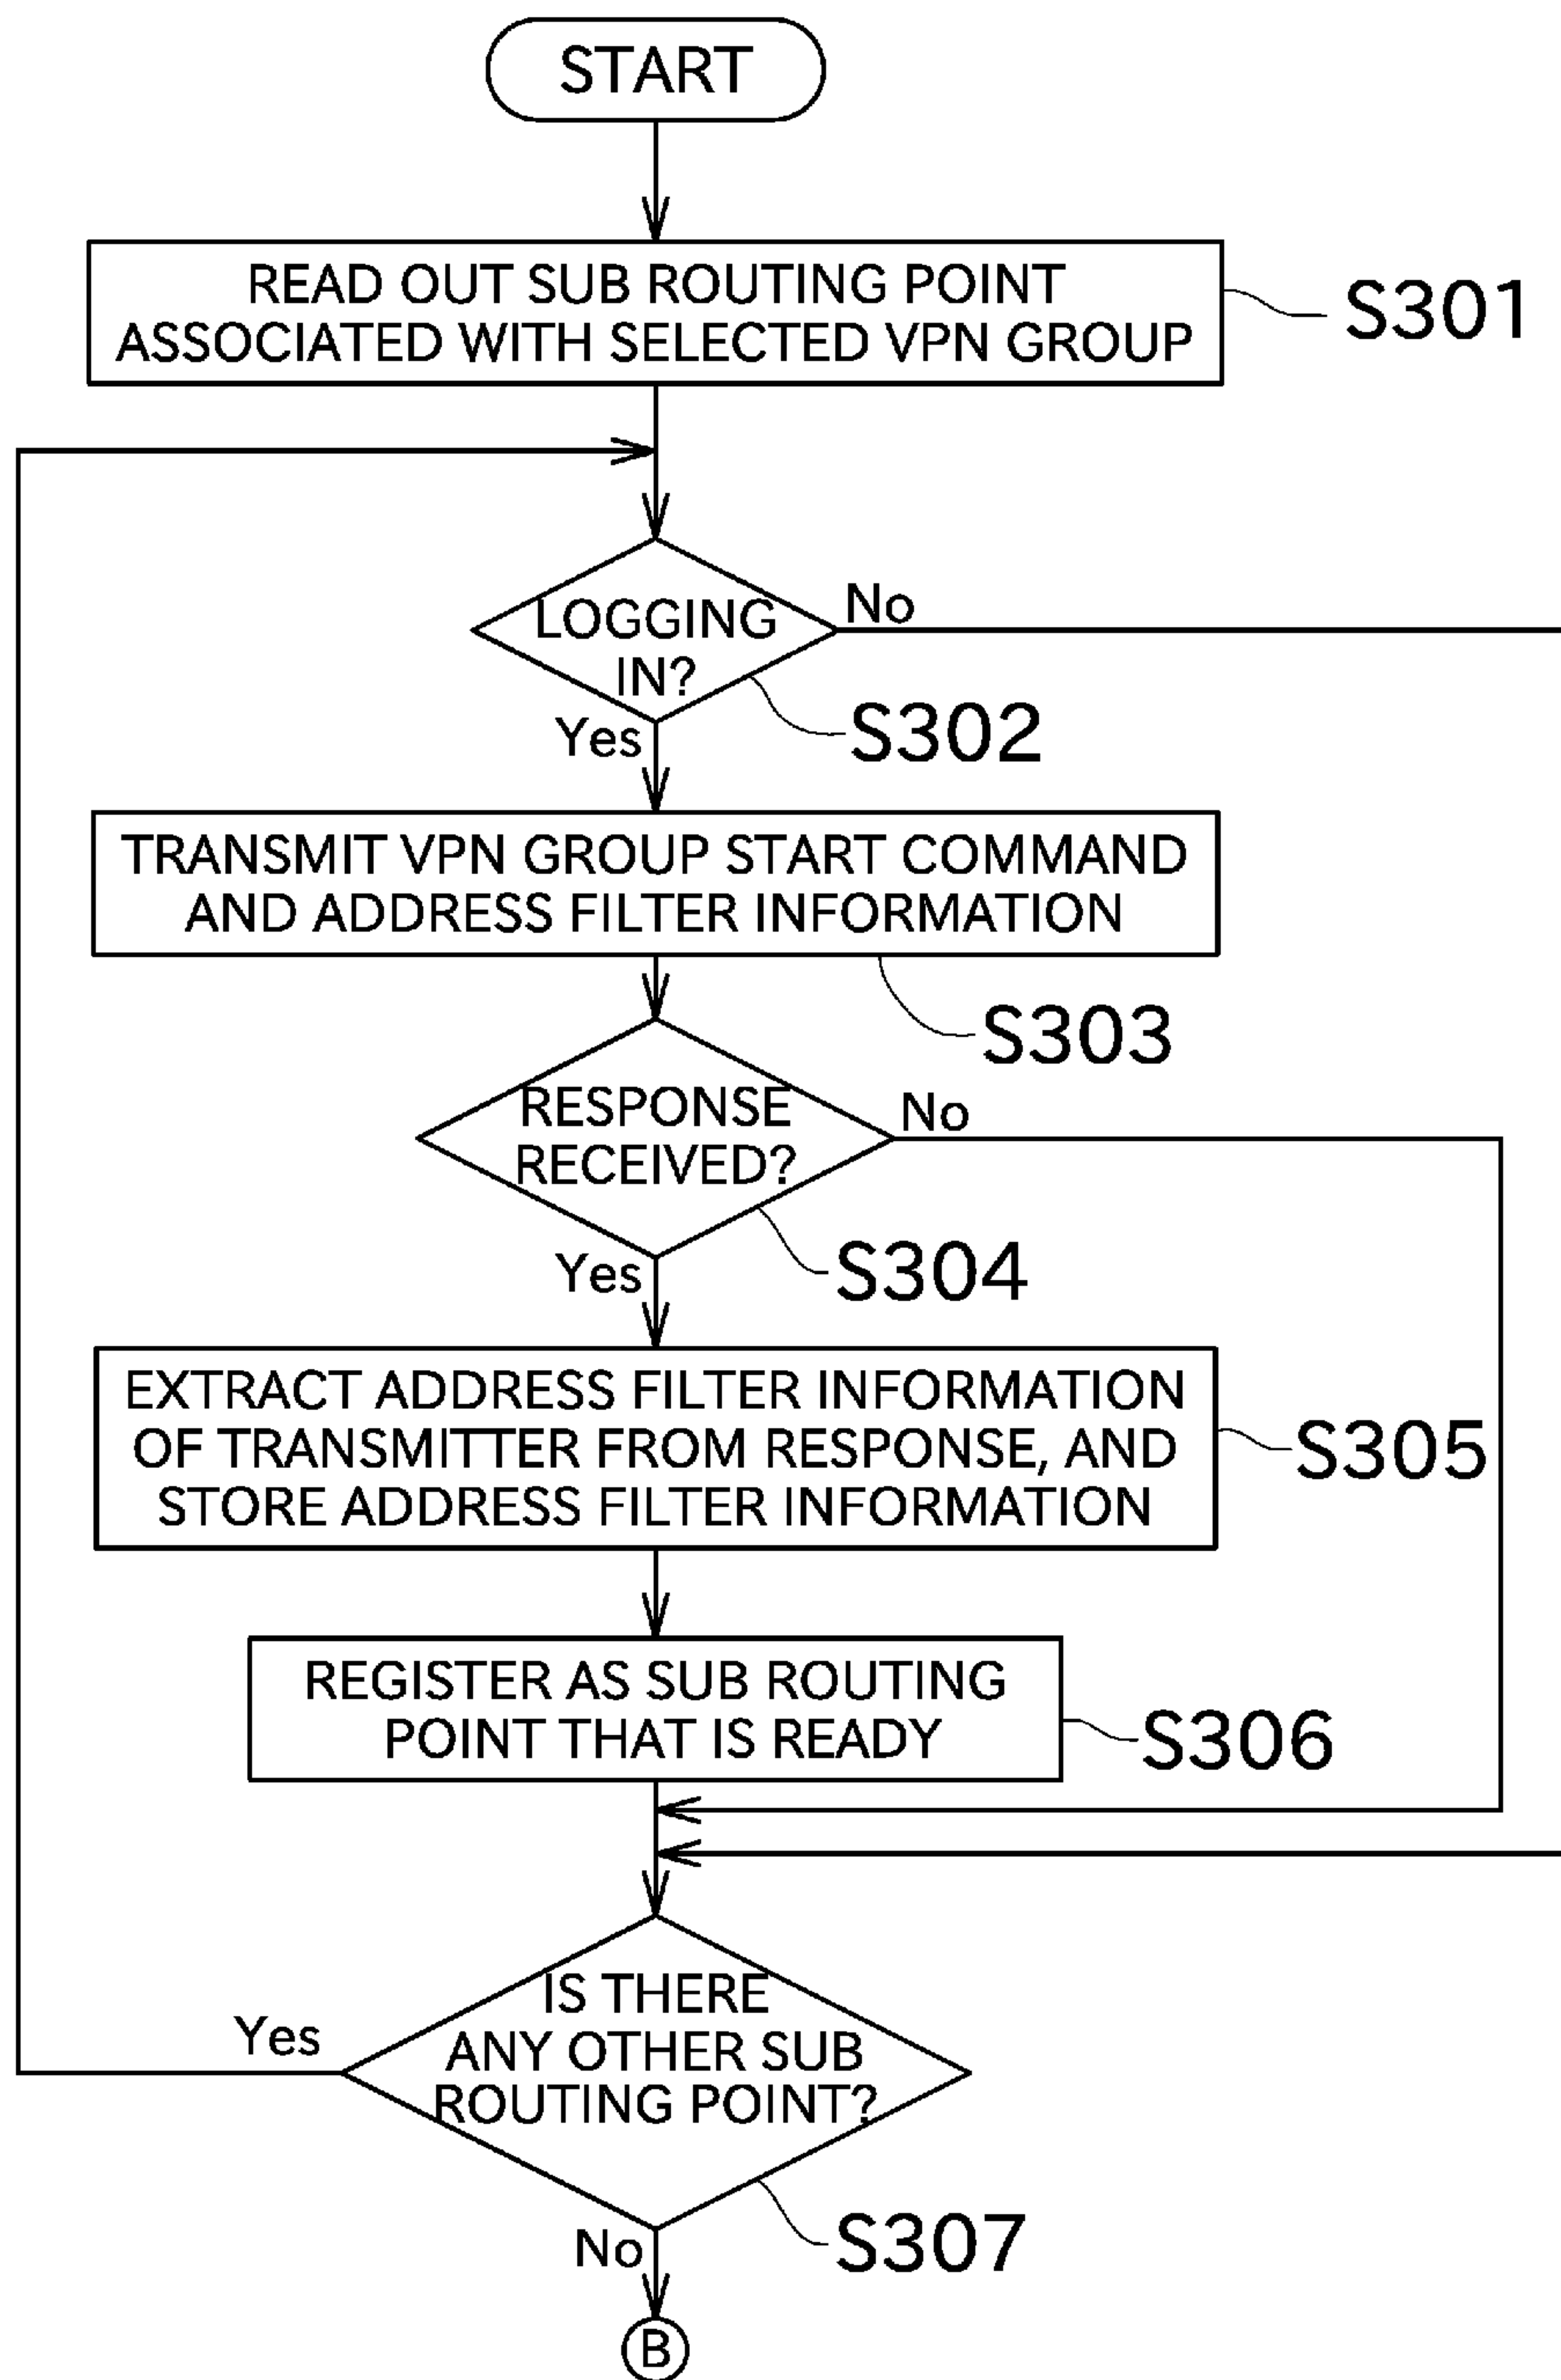 START
READ OUT SUB ROUTING POINT
ASSOCIATED WITH SELECTED VPN GROUP
S301
LOGGING
IN?
No
Yes
S302
TRANSMIT VPN GROUP START COMMAND
AND ADDRESS FILTER INFORMATION
S303
RESPONSE
RECEIVED?
No
Yes
S304
EXTRACT ADDRESS FILTER INFORMATION
OF TRANSMITTER FROM RESPONSE, AND
STORE ADDRESS FILTER INFORMATION
S305
REGISTER AS SUB ROUTING
POINT THAT IS READY
S306
IS THERE
ANY OTHER SUB
ROUTING POINT?
Yes
No
S307
B